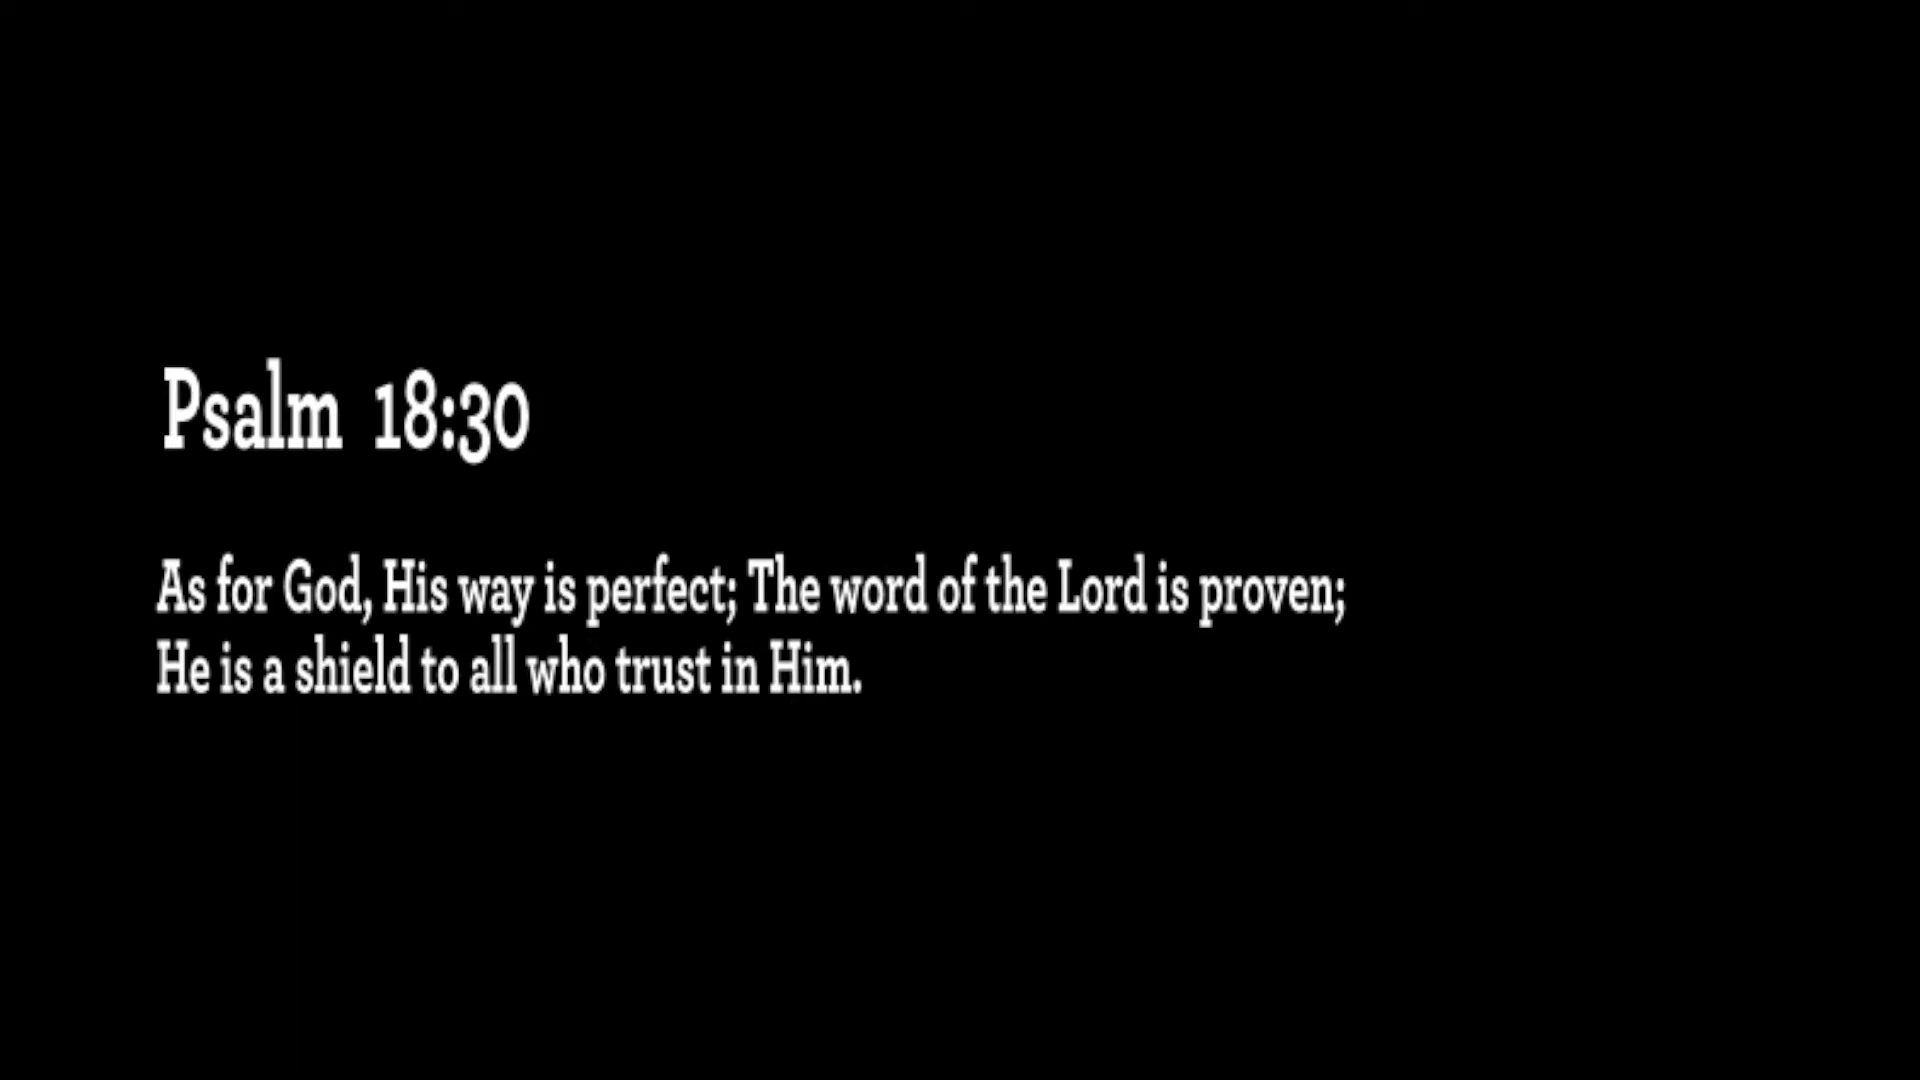 Psalm 18:30
As for God, His way is perfect; The word of the Lord is proven;
He is a shield to all who trust in Him.